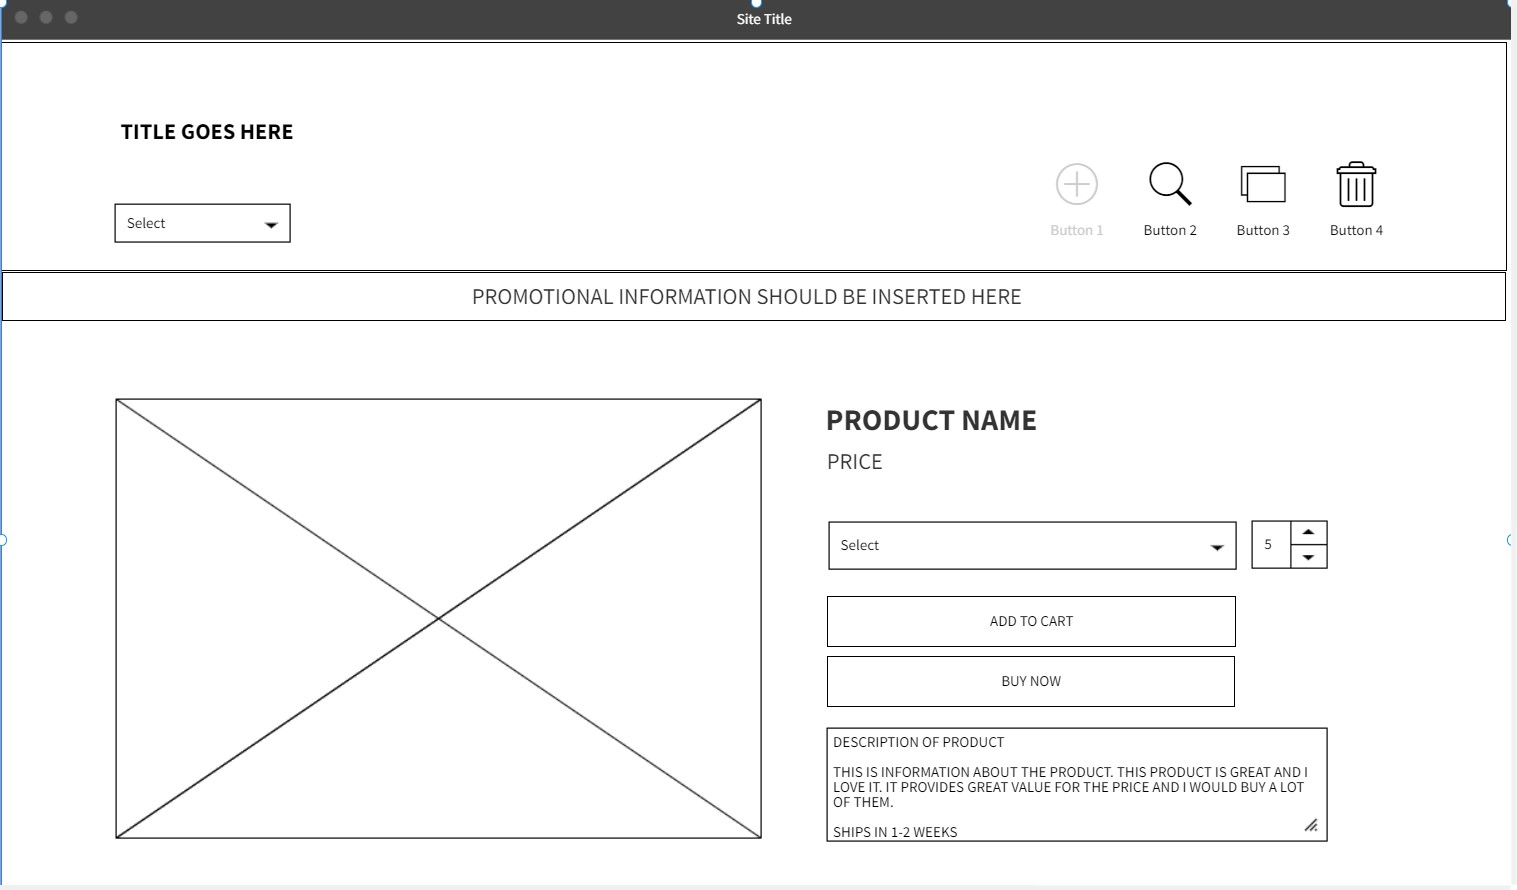 Site Title
TITLE GOES HERE
Select
Button 1
Button 2
Button 3
Button 4
PROMOTIONAL INFORMATION SHOULD BE INSERTED HERE
PRODUCT NAME
PRICE
Select
5
ADD TO CART
BUY NOW
DESCRIPTION OF PRODUCT
THIS IS INFORMATION ABOUT THE PRODUCT. THIS PRODUCT IS GREAT AND I
LOVE IT. IT PROVIDES GREAT VALUE FOR THE PRICE AND I WOULD BUY A LOT
OF THEM.
SHIPS IN 1-2 WEEKS